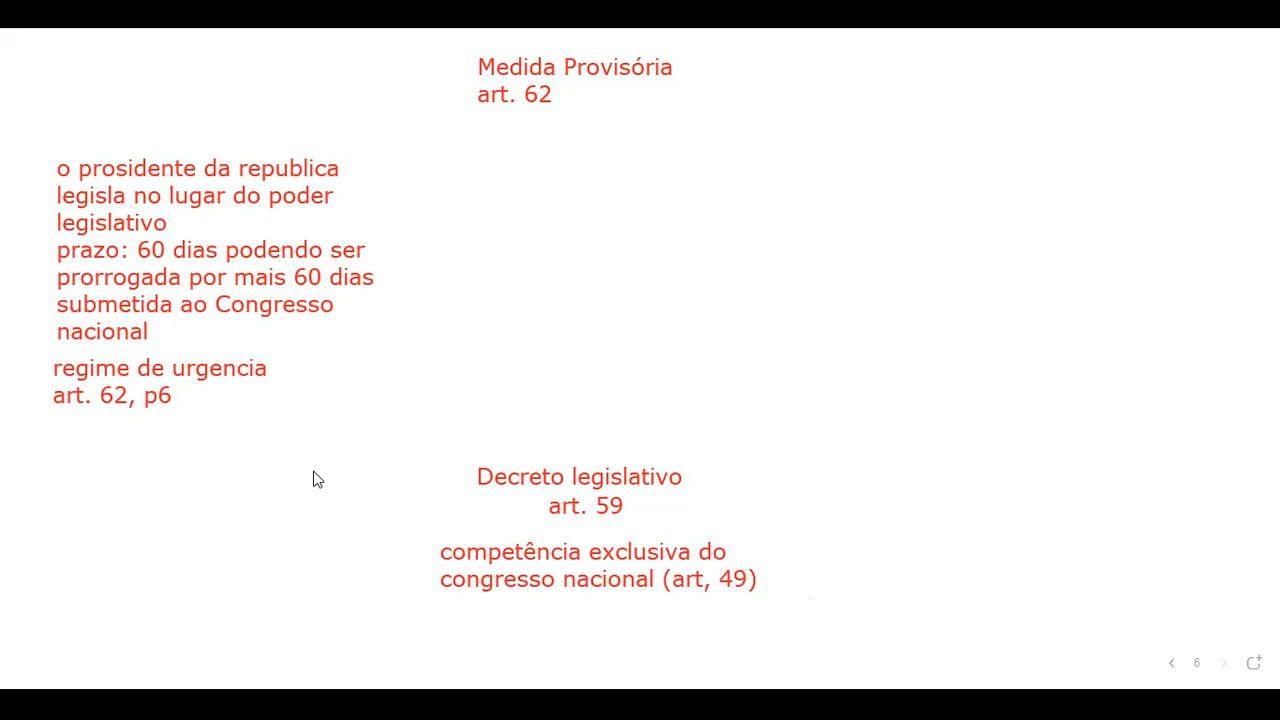 Medida Provisória
art. 62
o prosidente da republica
legisla no lugar do poder
legislativo
prazo: 60 dias podendo ser
prorrogada por mais 60 dias
submetida ao Congresso
nacional
regime de urgencia
art. 62, p6
Decreto legislativo
art. 59
competência exclusiva do
congresso nacional (art, 49)
6